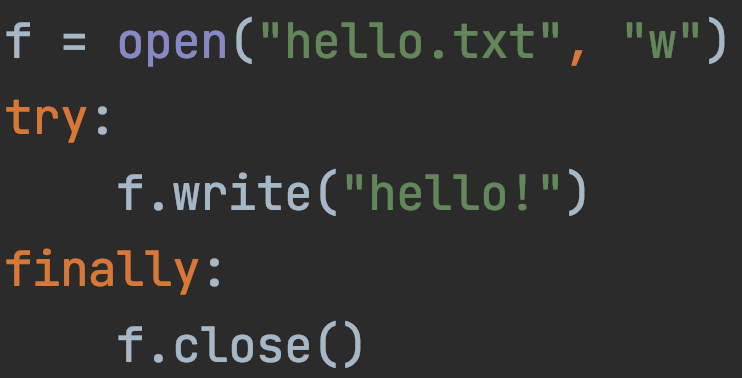 f = open("hello.txt", "w")
try:
    f.write("hello!")
finally:
    f.close()